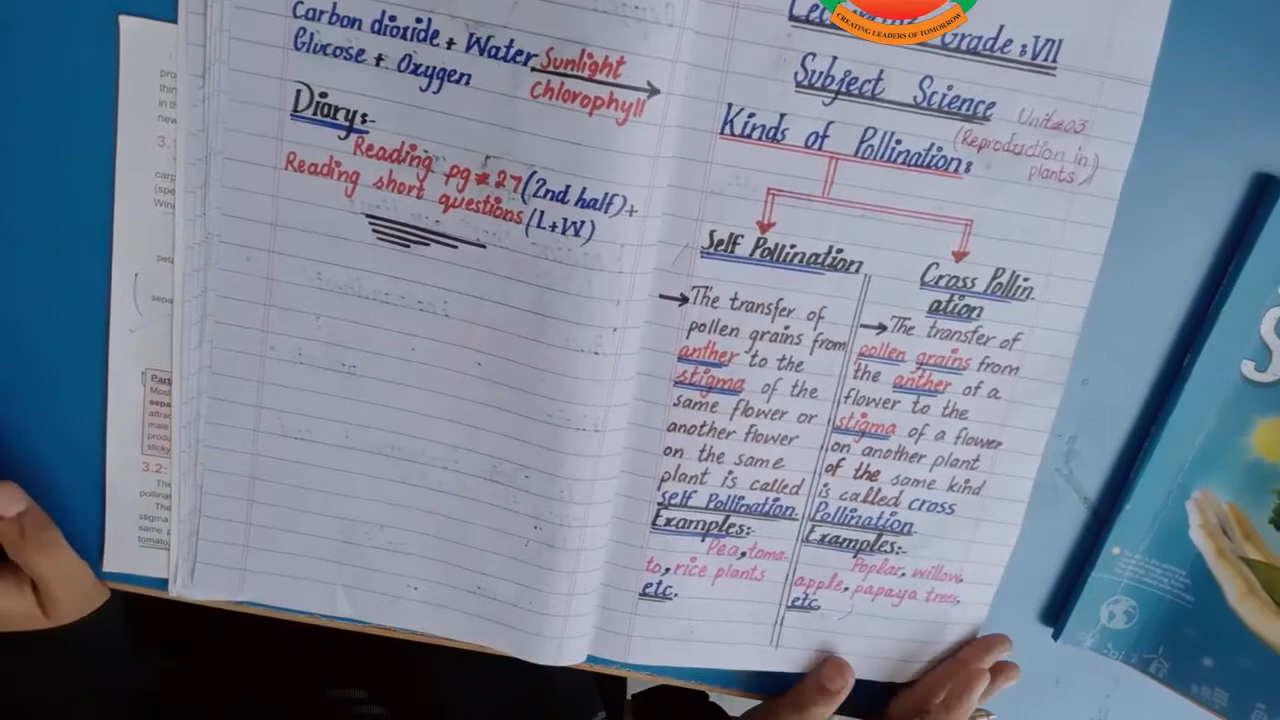 Carbon dioxide + Water Sunlight
Chlorophyll
Glucose + Oxygen
Diary:-
Reading pg # 27 (2nd half) +
Reading short questions (L+W)
CREATING LEADERS OF TOMORROW
Grade :VII
Subject Science
Unit#03
(Reproduction in
plants)
Kinds of Pollination:
Self Pollination
→ The transfer of
pollen grains from
anther to the
stigma of the
same flower or
another flower
on the same
plant is called
self Pollination.
Examples:-
Pea, toma-
to, rice plants
etc.
Cross Pollin
ation
→ The transfer of
pollen grains from
the anther of a
flower to the
stigma of a flower
on another plant
of the same kind
is called cross
Pollination.
Examples:-
Poplar, willow,
apple, papaya trees,
etc.
3.2: